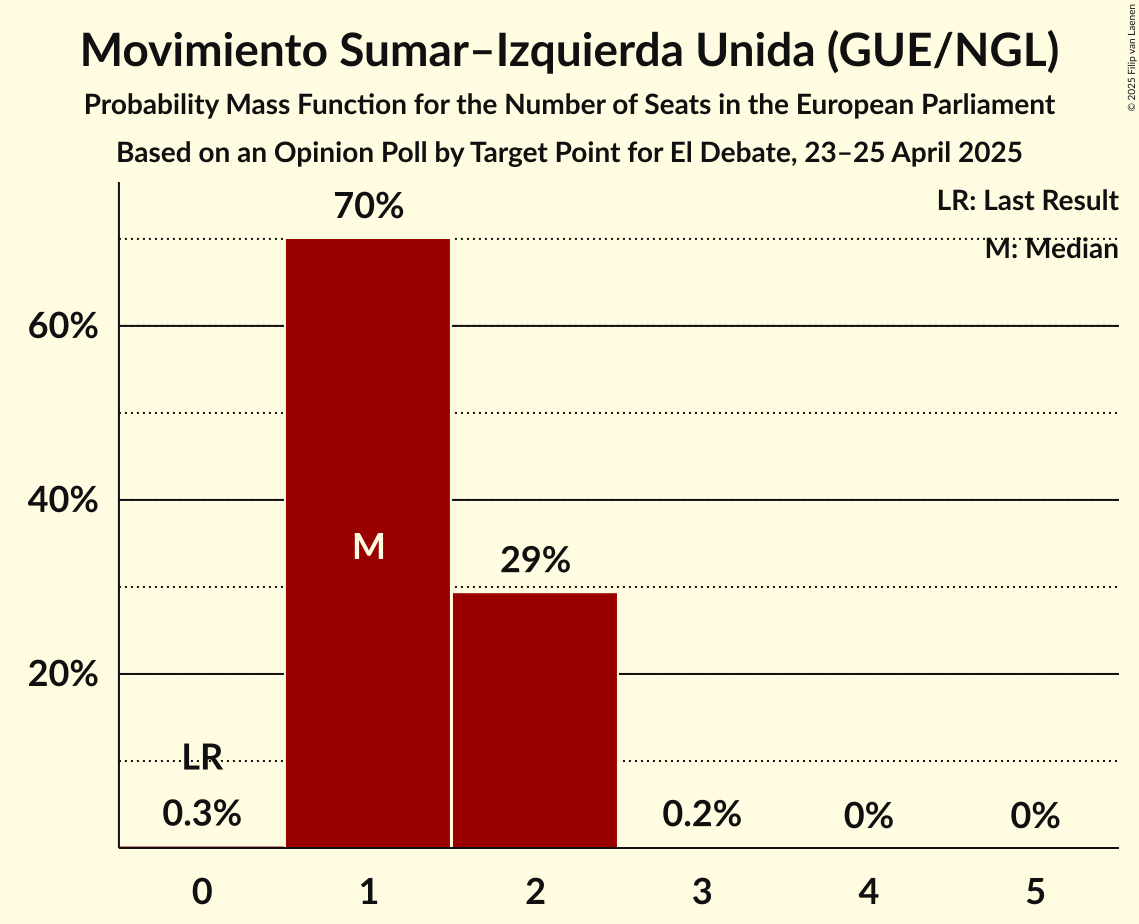 Movimiento Sumar–Izquierda Unida (GUE/NGL)
Probability Mass Function for the Number of Seats in the European Parliament
Based on an Opinion Poll by Target Point for El Debate, 23–25 April 2025
© 2025 Filip van Laenen
LR: Last Result
M: Median
70%
60%
40%
M
29%
20%
LR
0.3%
0.2%
0%
0%
0
1
2
3
4
5